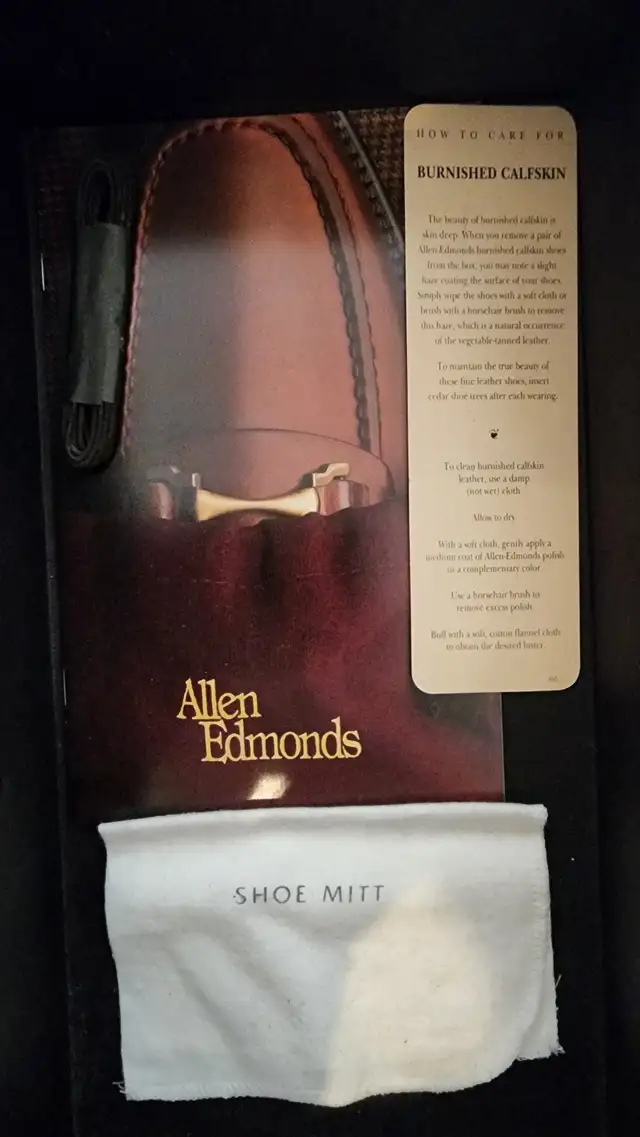 HOW TO CARE FOR
BURNISHED CALFSKIN
The beauty of burnished calfskin is
skin deep. When you remove a pair of
Allen-Edmonds burnished calfskin shoes
from the box, you may note a slight
haze coating the surface of your shoes.
Simply wipe the shoes with a soft cloth or
brush with a horsehair brush to remove
this haze, which is a natural occurrence
of the vegetable-tanned leather.
To maintain the true beauty of
these fine leather shoes, insert
cedar shoe trees after each wearing.
To clean burnished calfskin
leather, use a damp
(not wet) cloth
Allow to dry
With a soft cloth, gently apply a
medium coat of Allen-Edmonds polish
in a complementary color
Use a horsehair brush to
remove excess polish
Buff with a soft, cotton flannel cloth
to obtain the desired luster.
Allen
Edmonds
SHOE MITT